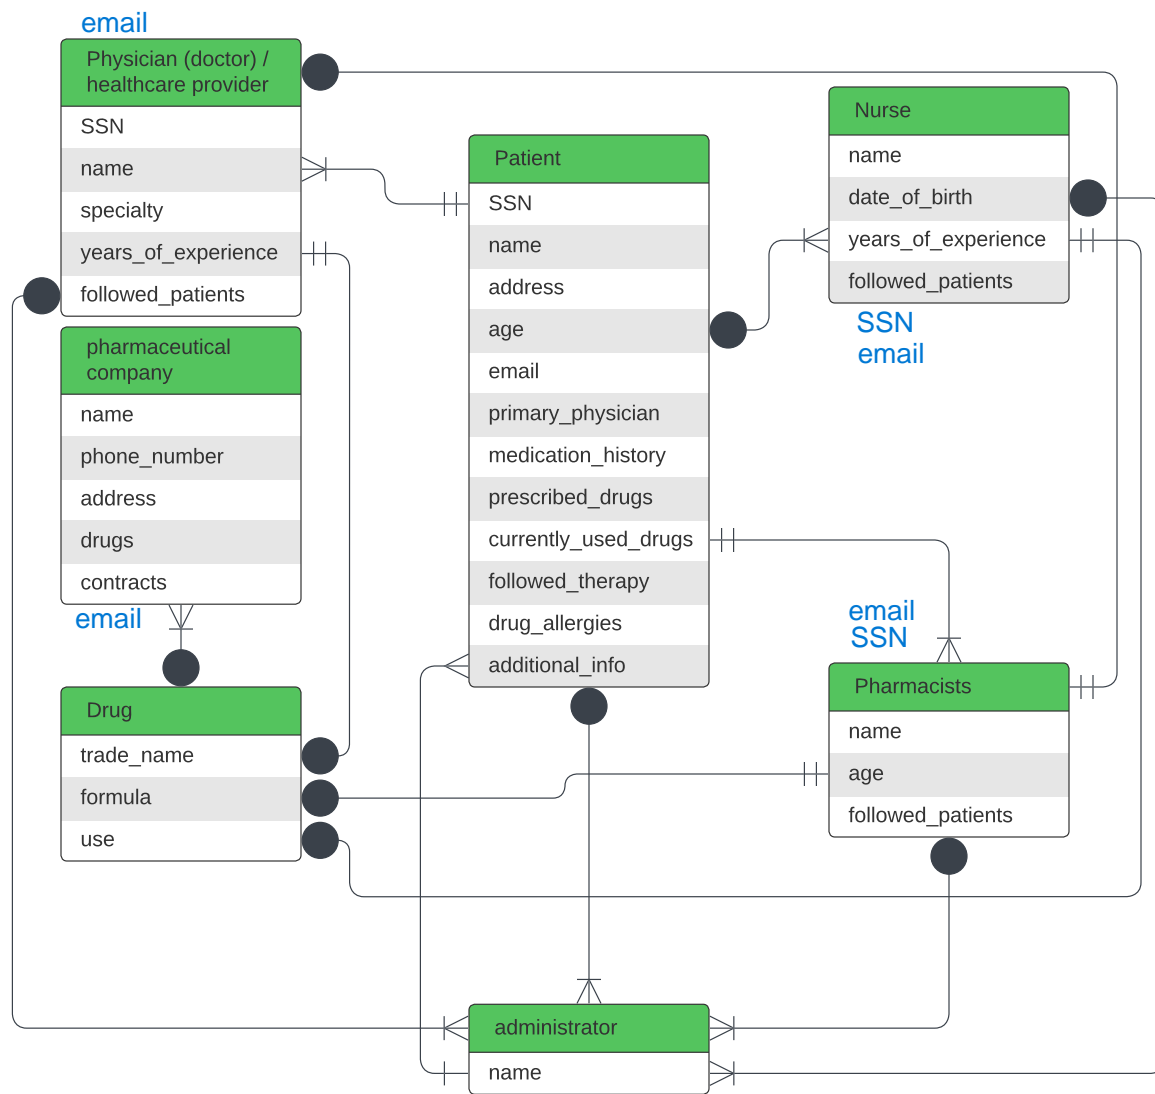 email
Physician (doctor) /
healthcare provider
SSN
name
specialty
years_of_experience
followed_patients
pharmaceutical
company
name
phone_number
address
drugs
contracts
email
Drug
trade_name
formula
use
Patient
SSN
name
address
age
email
primary_physician
medication_history
prescribed_drugs
currently_used_drugs
followed_therapy
drug_allergies
additional_info
Nurse
name
date_of_birth
years_of_experience
followed_patients
SSN
email
email
SSN
Pharmacists
name
age
followed_patients
administrator
name